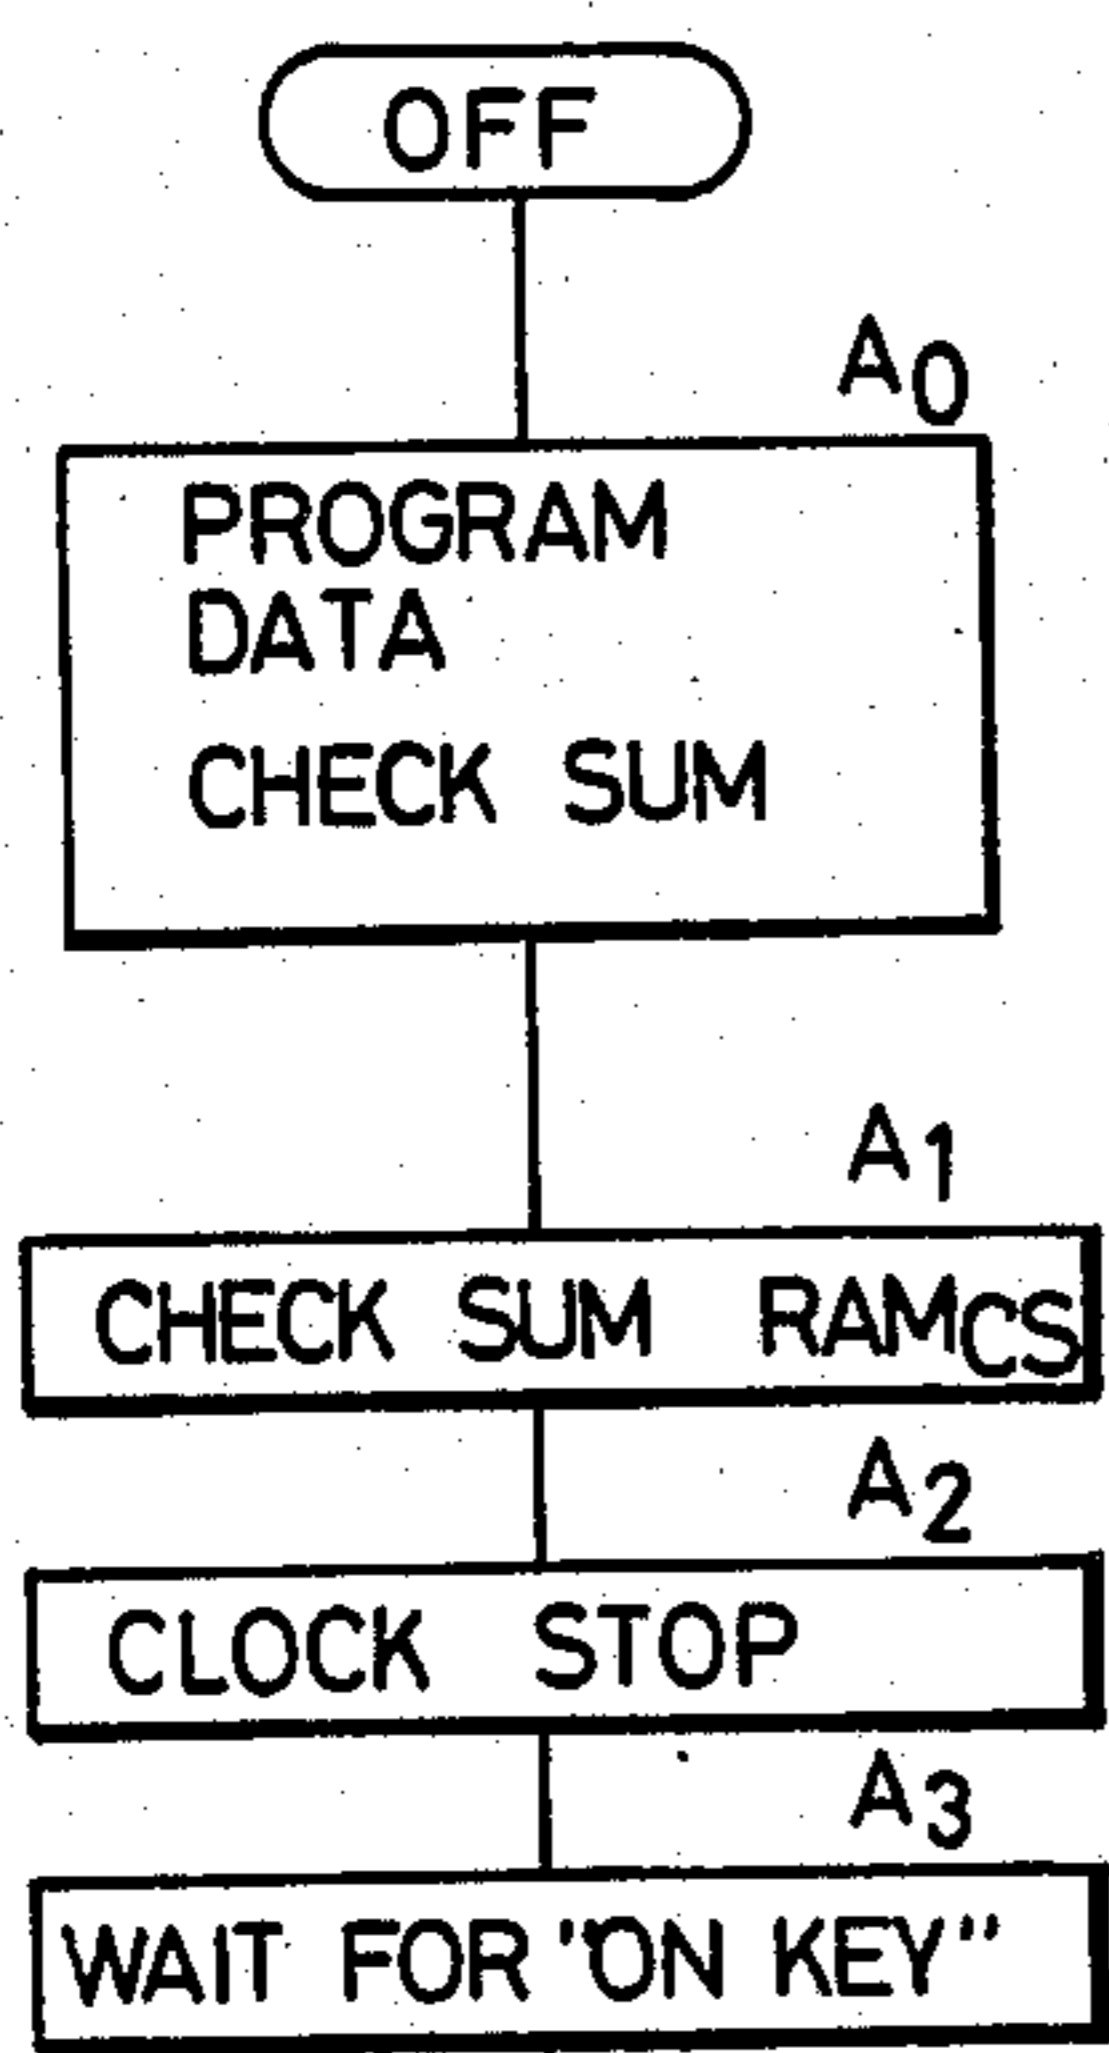 OFF
A0
PROGRAM
DATA
CHECK SUM
A1
CHECK SUM RAMCS
A2
CLOCK STOP
A3
WAIT FOR "ON KEY"